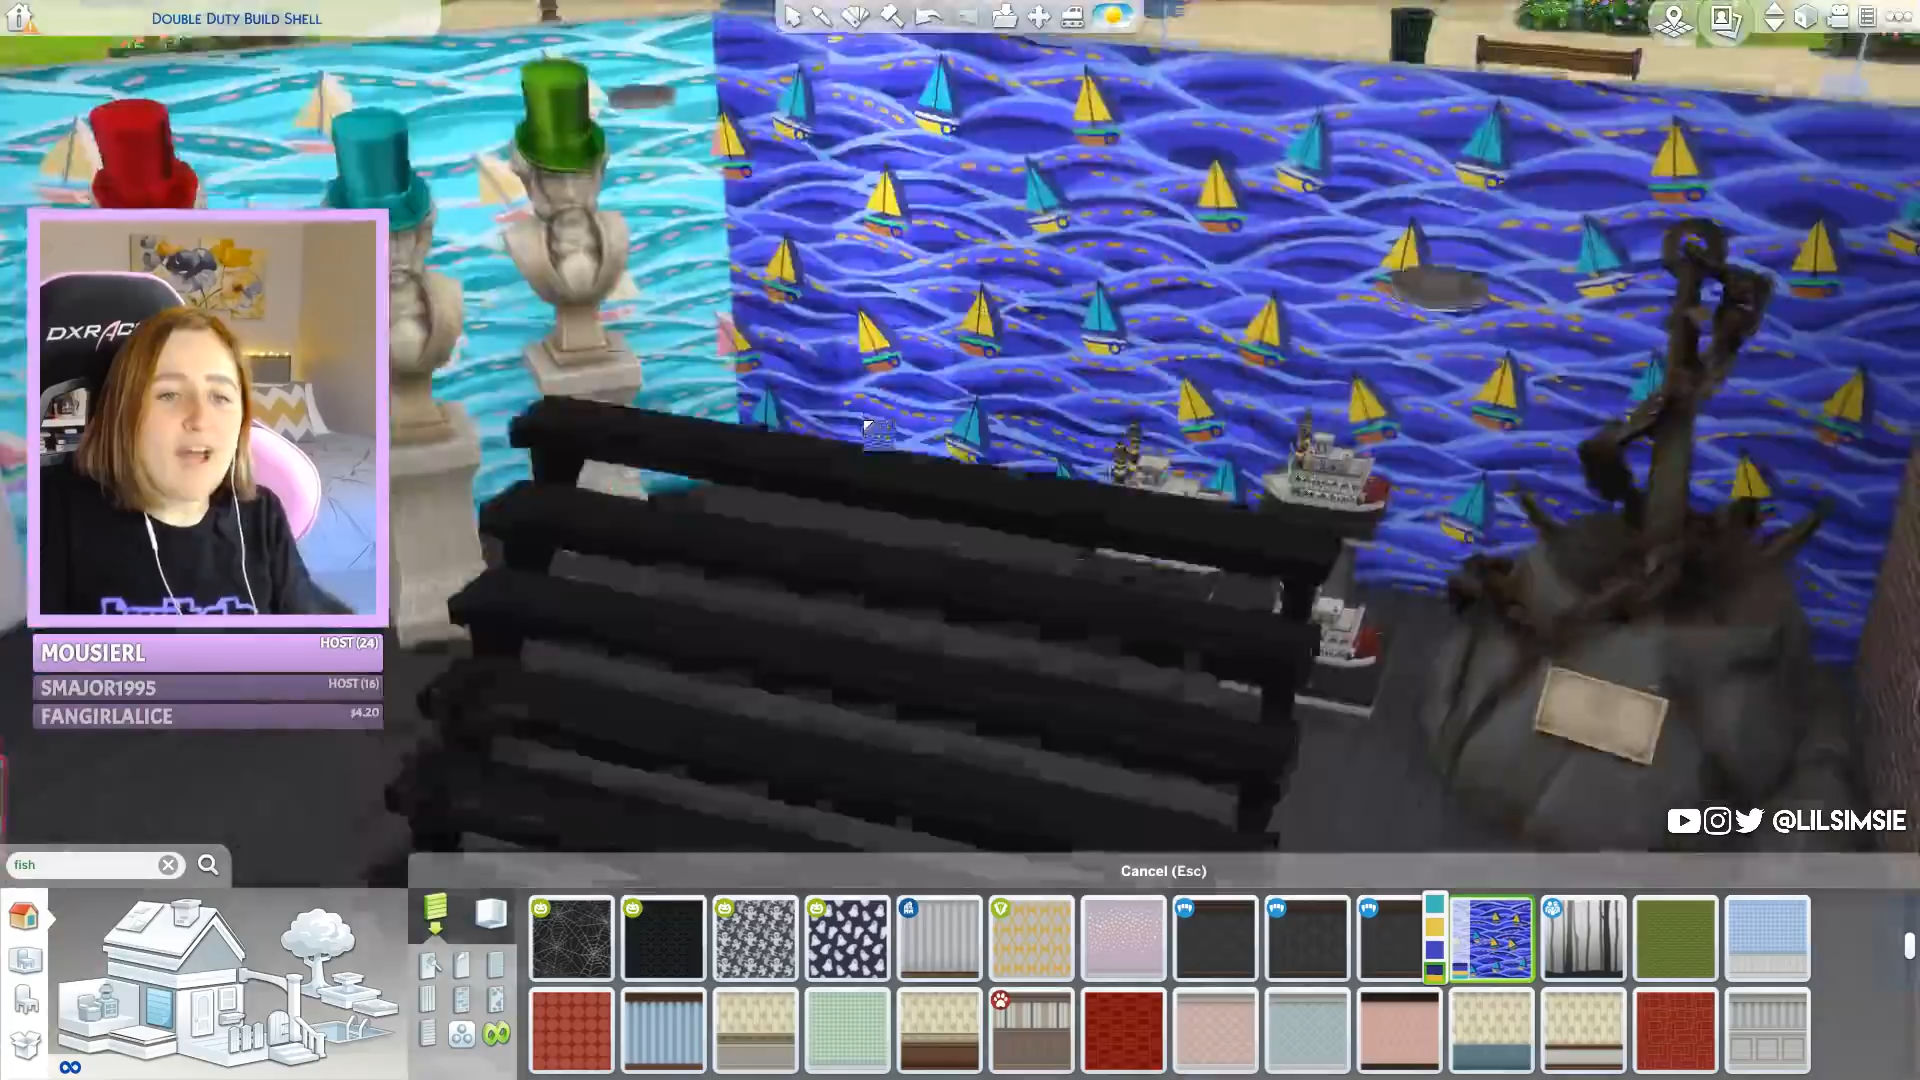 DOUBLE DUTY BUILD SHELL
DXRAC
MOUSIERL HOST (24)
SMAJOR1995 HOST (16)
FANGIRLALICE $4.20
@LILSIMSIE
fish
Cancel (Esc)